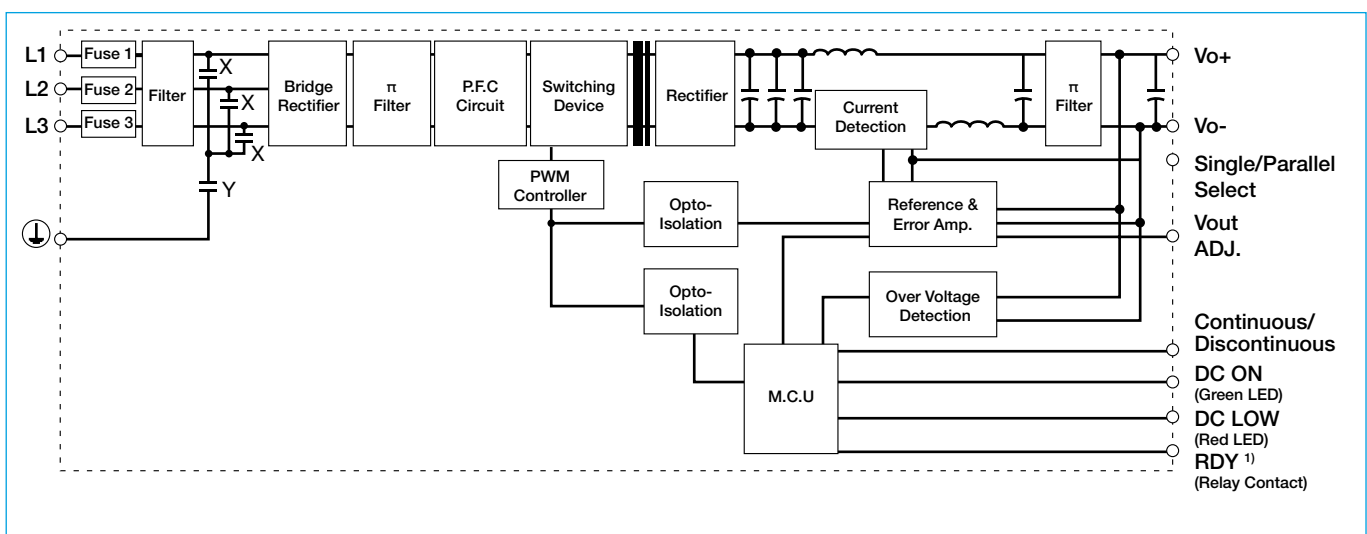 L1
Fuse 1
L2
Fuse 2
L3
Fuse 3
Filter
X
X
X
Y
Bridge
Rectifier
π
Filter
P.F.C
Circuit
Switching
Device
PWM
Controller
Rectifier
Current
Detection
π
Filter
Opto-
Isolation
Reference &
Error Amp.
Opto-
Isolation
Over Voltage
Detection
M.C.U
Vo+
Vo-
Single/Parallel
Select
Vout
ADJ.
Continuous/
Discontinuous
DC ON
(Green LED)
DC LOW
(Red LED)
RDY 1)
(Relay Contact)